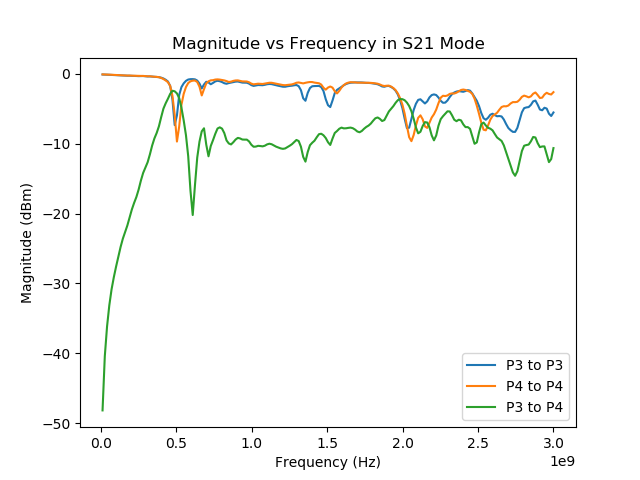 Magnitude vs Frequency in S21 Mode
Magnitude (dBm)
0
−10
−20
−30
−40
−50
P3 to P3
P4 to P4
P3 to P4
0.0 0.5 1.0 1.5 2.0 2.5 3.0
1e9
Frequency (Hz)